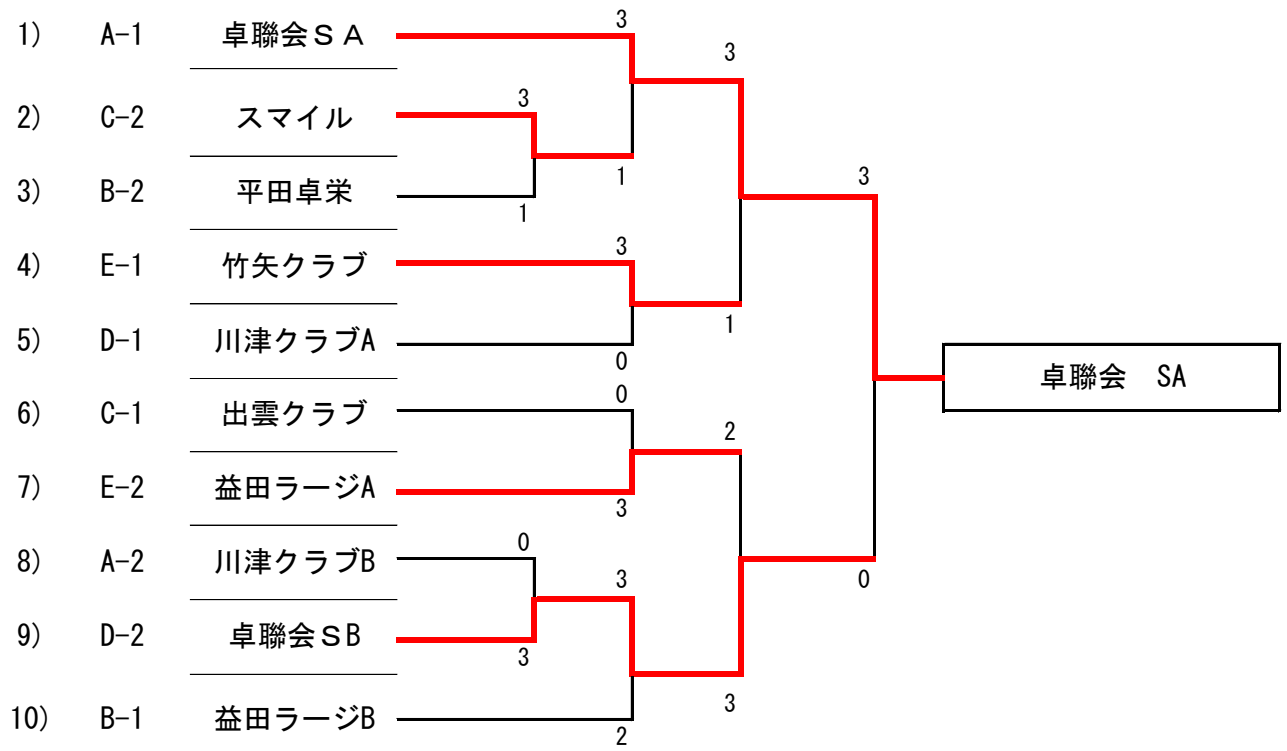 3
1) A-1 卓聯会ＳＡ
3
3
2) C-2 スマイル
3
1
3) B-2 平田卓栄
1
3
4) E-1 竹矢クラブ
1
5) D-1 川津クラブA
0
卓聯会　SA
0
6) C-1 出雲クラブ
2
7) E-2 益田ラージA
3
0
8) A-2 川津クラブB
3
0
9) D-2 卓聯会ＳB
3
3
10) B-1 益田ラージB
2